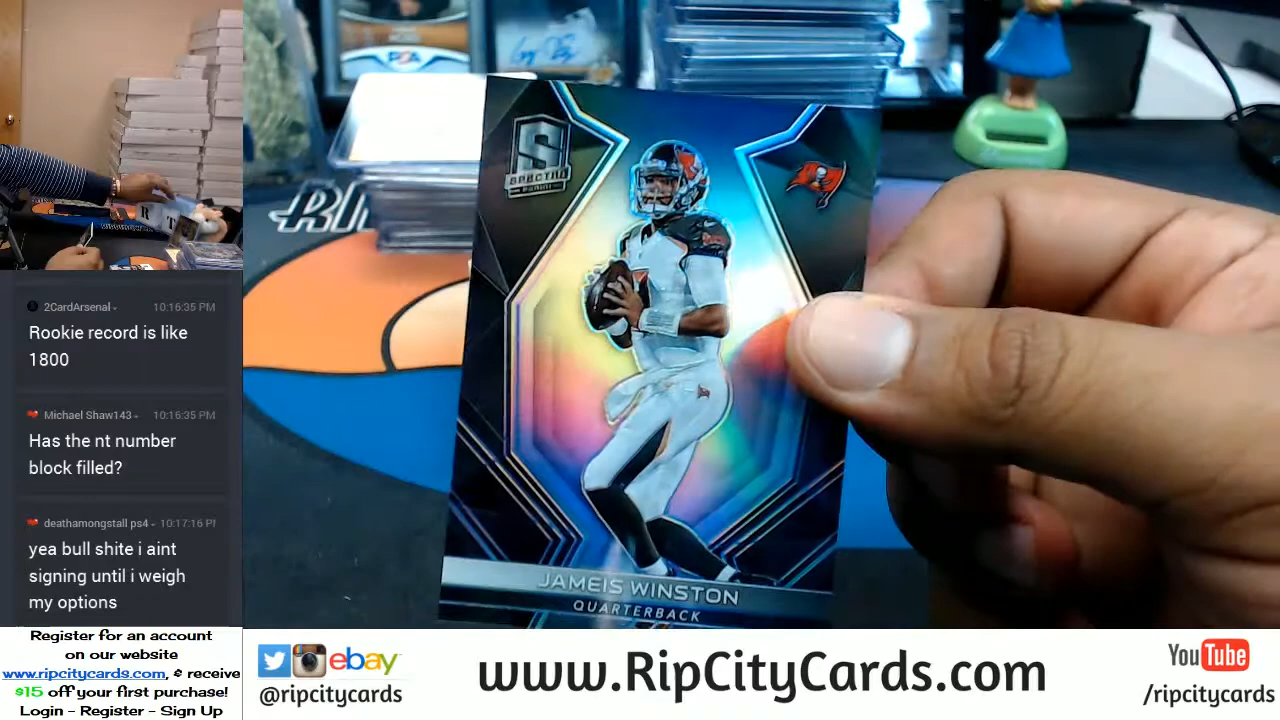 2CardArsenal 10:16:35 PM
Rookie record is like
1800
Michael Shaw143 10:16:35 PM
Has the nt number
block filled?
deathamongstall ps4 10:17:16 P
yea bull shite i aint
signing until i weigh
my options
Register for an account
on our website
www.ripcitycards.com, & receive
$15 off your first purchase!
Login - Register - Sign Up
PSA
S
SPECTRA
PANINI
JAMEIS WINSTON
QUARTERBACK
ebay
@ripcitycards
www.RipCityCards.com
YouTube
/ripcitycards